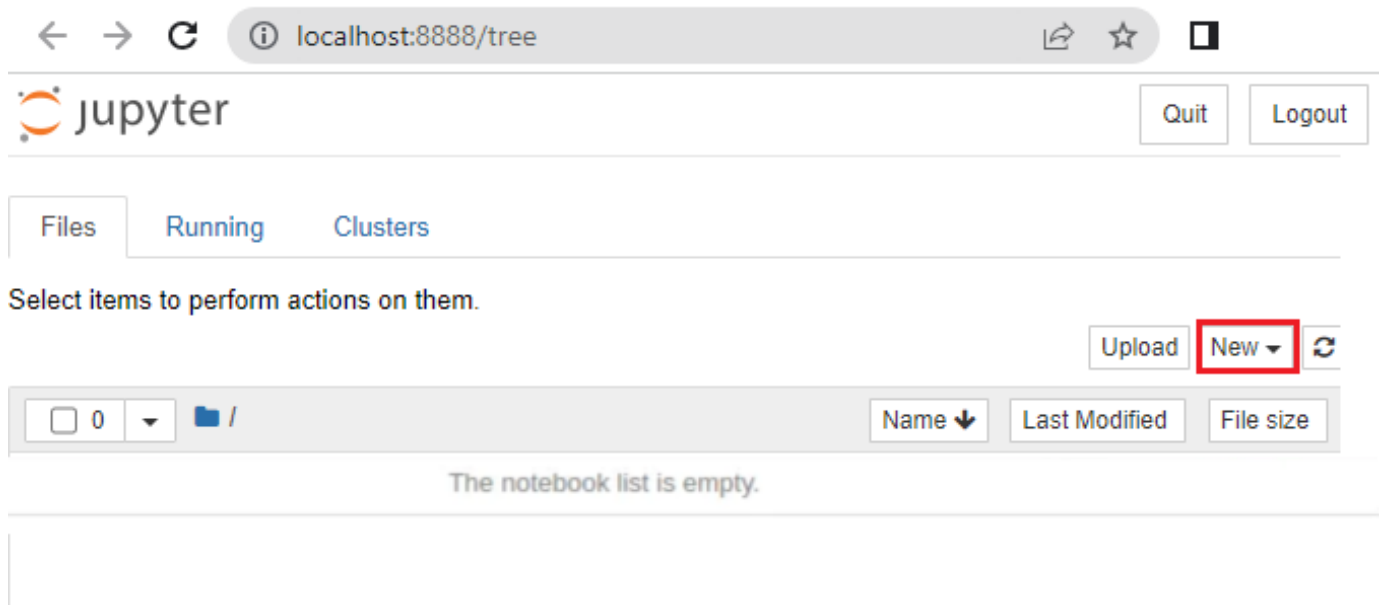 localhost:8888/tree
jupyter
Quit
Logout
Files
Running
Clusters
Select items to perform actions on them.
Upload
New
0
/
Name
Last Modified
File size
The notebook list is empty.